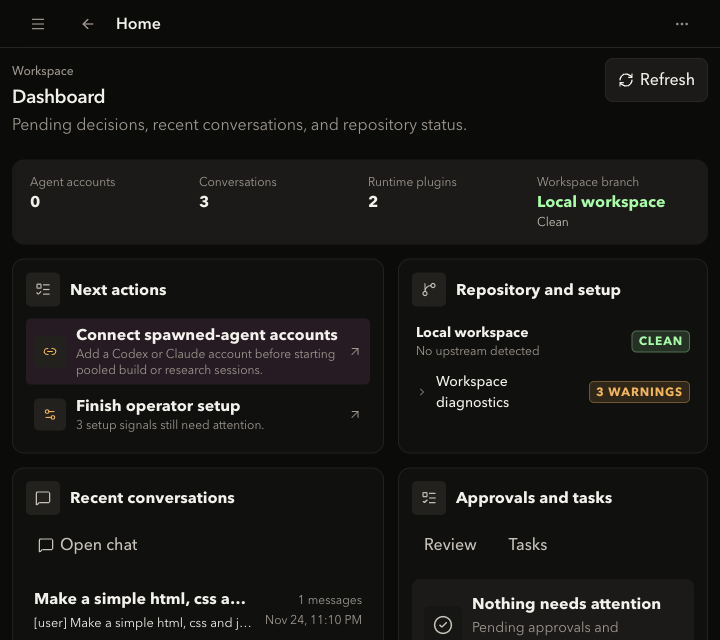 Home
Workspace
Dashboard
Refresh
Pending decisions, recent conversations, and repository status.
Agent accounts
0
Conversations
3
Runtime plugins
2
Workspace branch
Local workspace
Clean
Next actions
Connect spawned-agent accounts
Add a Codex or Claude account before starting
pooled build or research sessions.
Finish operator setup
3 setup signals still need attention.
Repository and setup
Local workspace
No upstream detected
CLEAN
Workspace
diagnostics
3 WARNINGS
Recent conversations
Open chat
Make a simple html, css a...
1 messages
[user] Make a simple html, css and j...
Nov 24, 11:10 PM
Approvals and tasks
Review
Tasks
Nothing needs attention
Pending approvals and